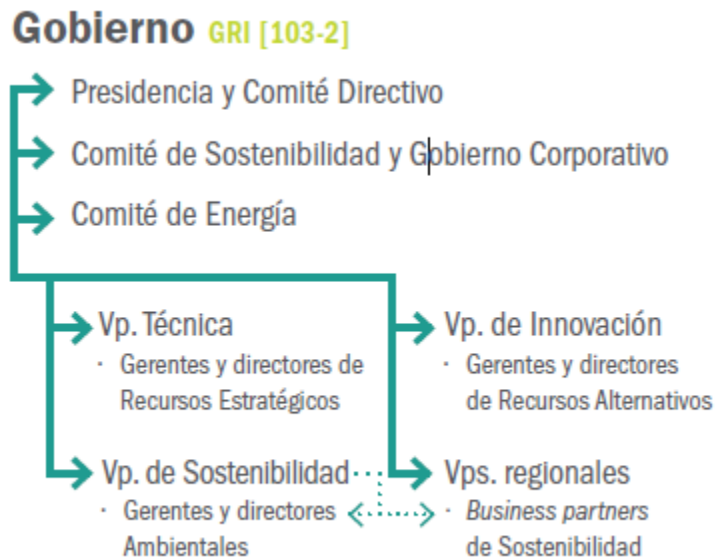 Gobierno GRI [103-2]
Presidencia y Comité Directivo
Comité de Sostenibilidad y Gobierno Corporativo
Comité de Energía
Vp. Técnica
· Gerentes y directores de
Recursos Estratégicos
Vp. de Innovación
· Gerentes y directores
de Recursos Alternativos
Vp. de Sostenibilidad
· Gerentes y directores
Ambientales
Vps. regionales
· Business partners
de Sostenibilidad